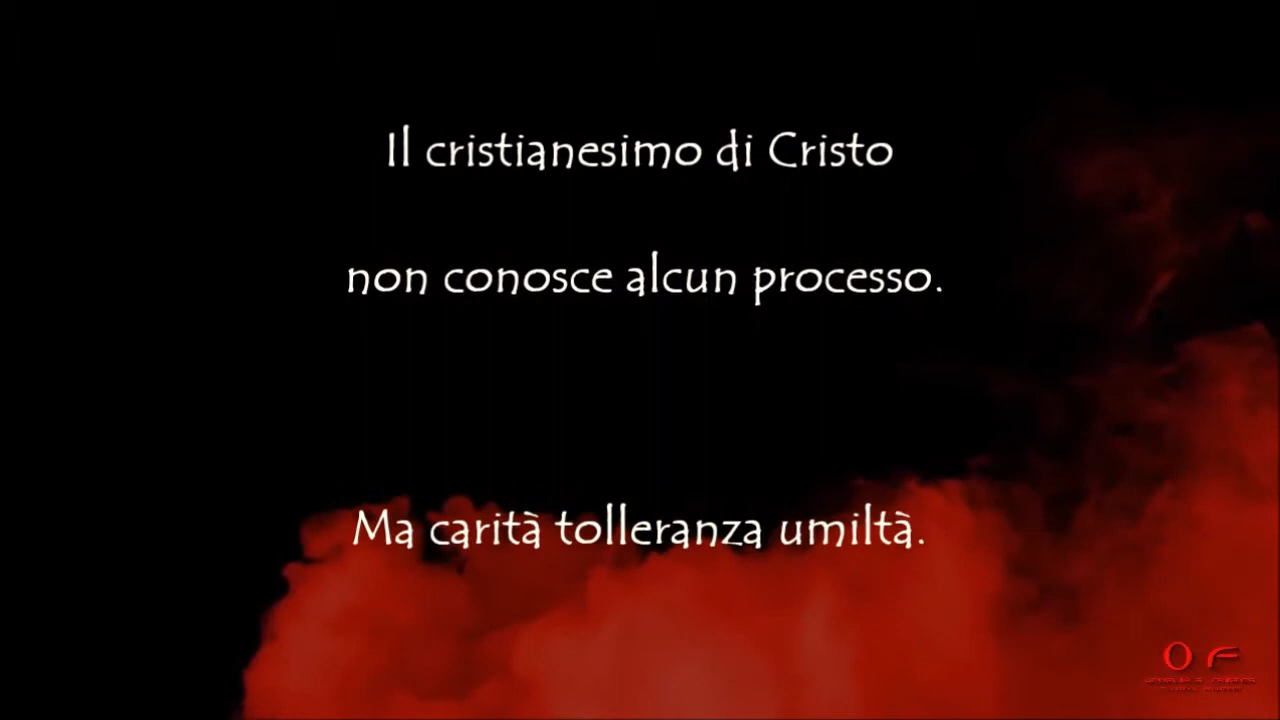 Il cristianesimo di Cristo
non conosce alcun processo.
Ma carità tolleranza umiltà.
O F